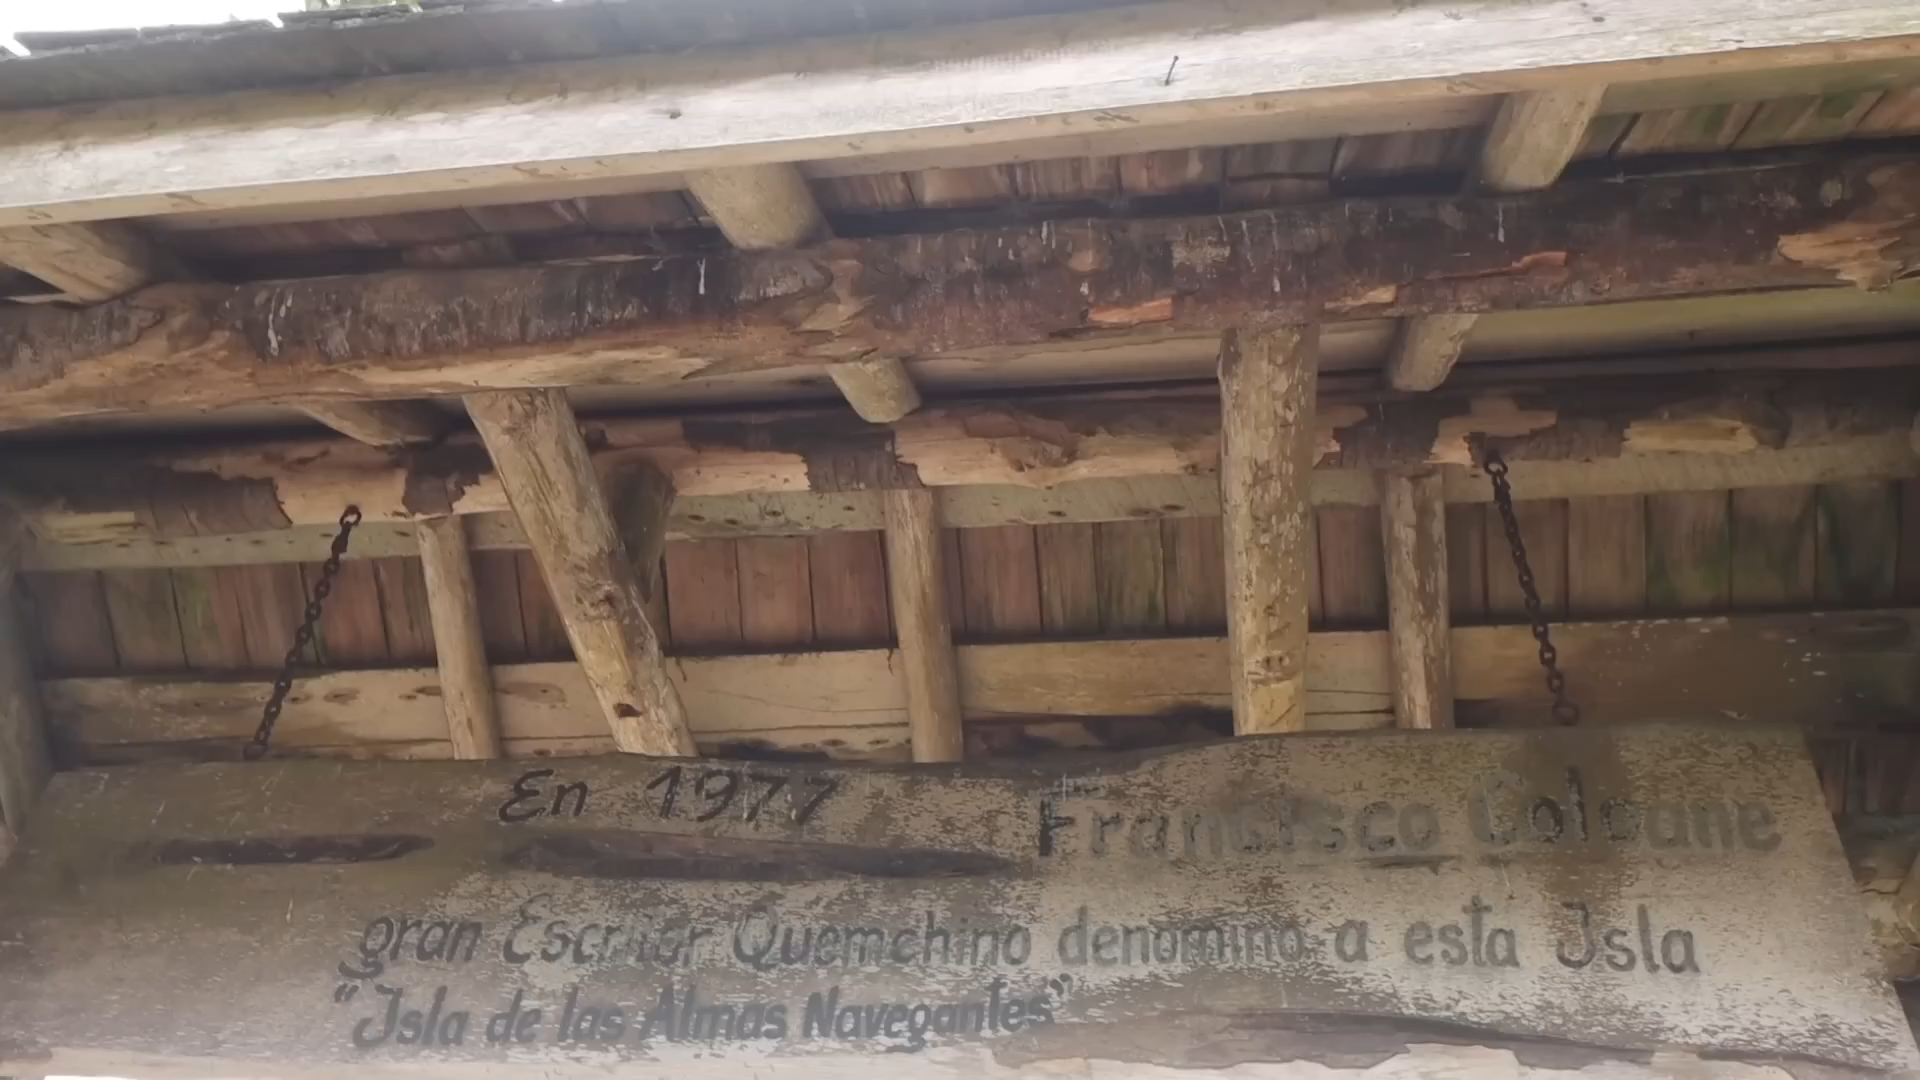 En 1977 Francisco Coloane
gran Escritor Quemchino denomino a esta Isla
"Isla de las Almas Navegantes"